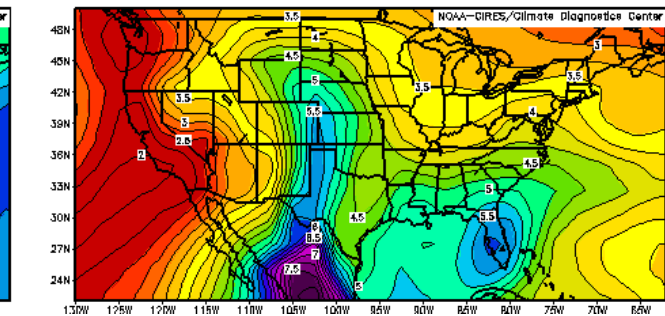 er
NOAA-CIRES/Climate Diagnostics Center
3.5
48N
4
3
4.5
45N
3.5
5
3.5
42N
3.5
5.5
4
39N
3
2.5
36N
2
4.5
33N
5
30N
4.5
5.5
6
6.5
27N
7
7.5
24N
5
130W 125W 120W 115W 110W 105W 100W 95W 90W 85W 80W 75W 70W 65W